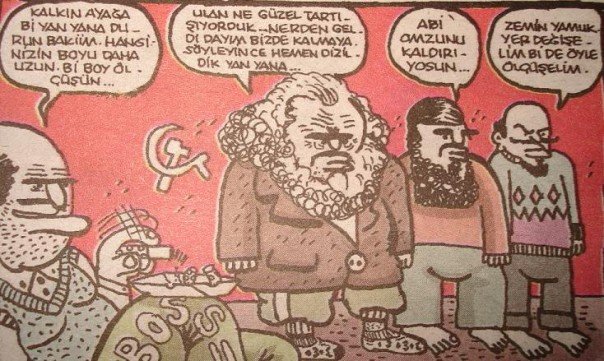 KALKIN AYAĞA
Bİ YAN YANA DU-
RUN BAKİİM. HANGİ-
NİZİN BOYU DAHA
UZUN. Bİ BOY ÖL-
ÇÜŞÜN...
ULAN NE GÜZEL TARTI-
ŞIYORDUK... NERDEN GEL-
Dİ DAYIM BİZDE KALMAYA.
SÖYLEYİNCE HEMEN DİZİL
DİK YAN YANA...
ABİ
OMZUNU
KALDIRI
YOSUN...
ZEMİN YAMUK.
YER DEĞİŞE-
LİM Bİ DE ÖYLE
ÖLÇÜŞELİM.
BOSS